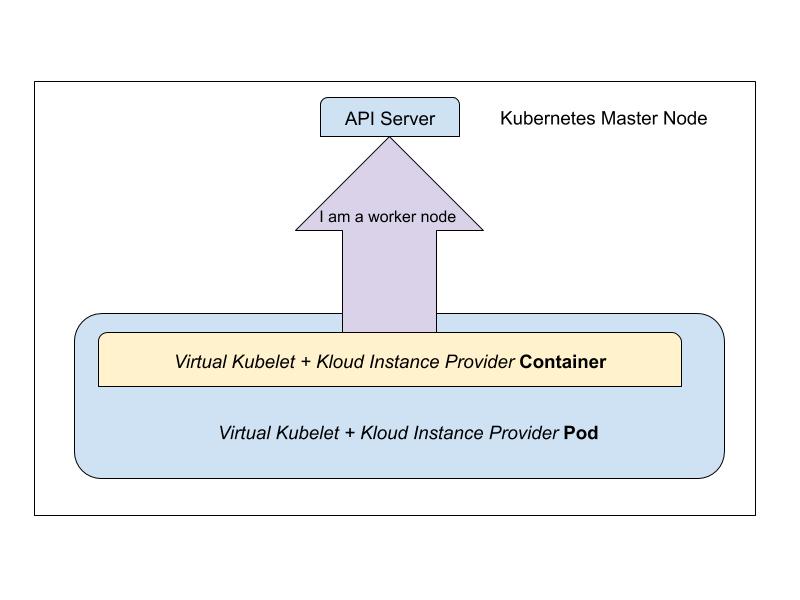 API Server
Kubernetes Master Node
I am a worker node
Virtual Kubelet + Kloud Instance Provider Container
Virtual Kubelet + Kloud Instance Provider Pod